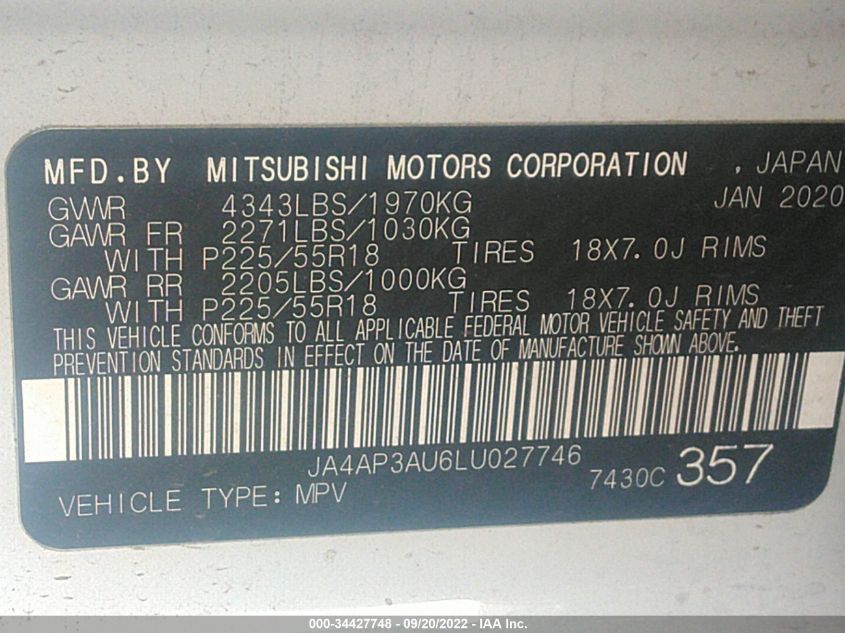 MFD.BY MITSUBISHI MOTORS CORPORATION , JAPAN
GVWR 4343LBS/1970KG JAN 2020
GAWR FR 2271LBS/1030KG
WITH P225/55R18 TIRES 18X7.0J RIMS
GAWR RR 2205LBS/1000KG
WITH P225/55R18 TIRES 18X7.0J RIMS
THIS VEHICLE CONFORMS TO ALL APPLICABLE FEDERAL MOTOR VEHICLE SAFETY AND THEFT
PREVENTION STANDARDS IN EFFECT ON THE DATE OF MANUFACTURE SHOWN ABOVE.
JA4AP3AU6LU027746
7430C 357
VEHICLE TYPE: MPV
000-34427748 - 09/20/2022 - IAA Inc.